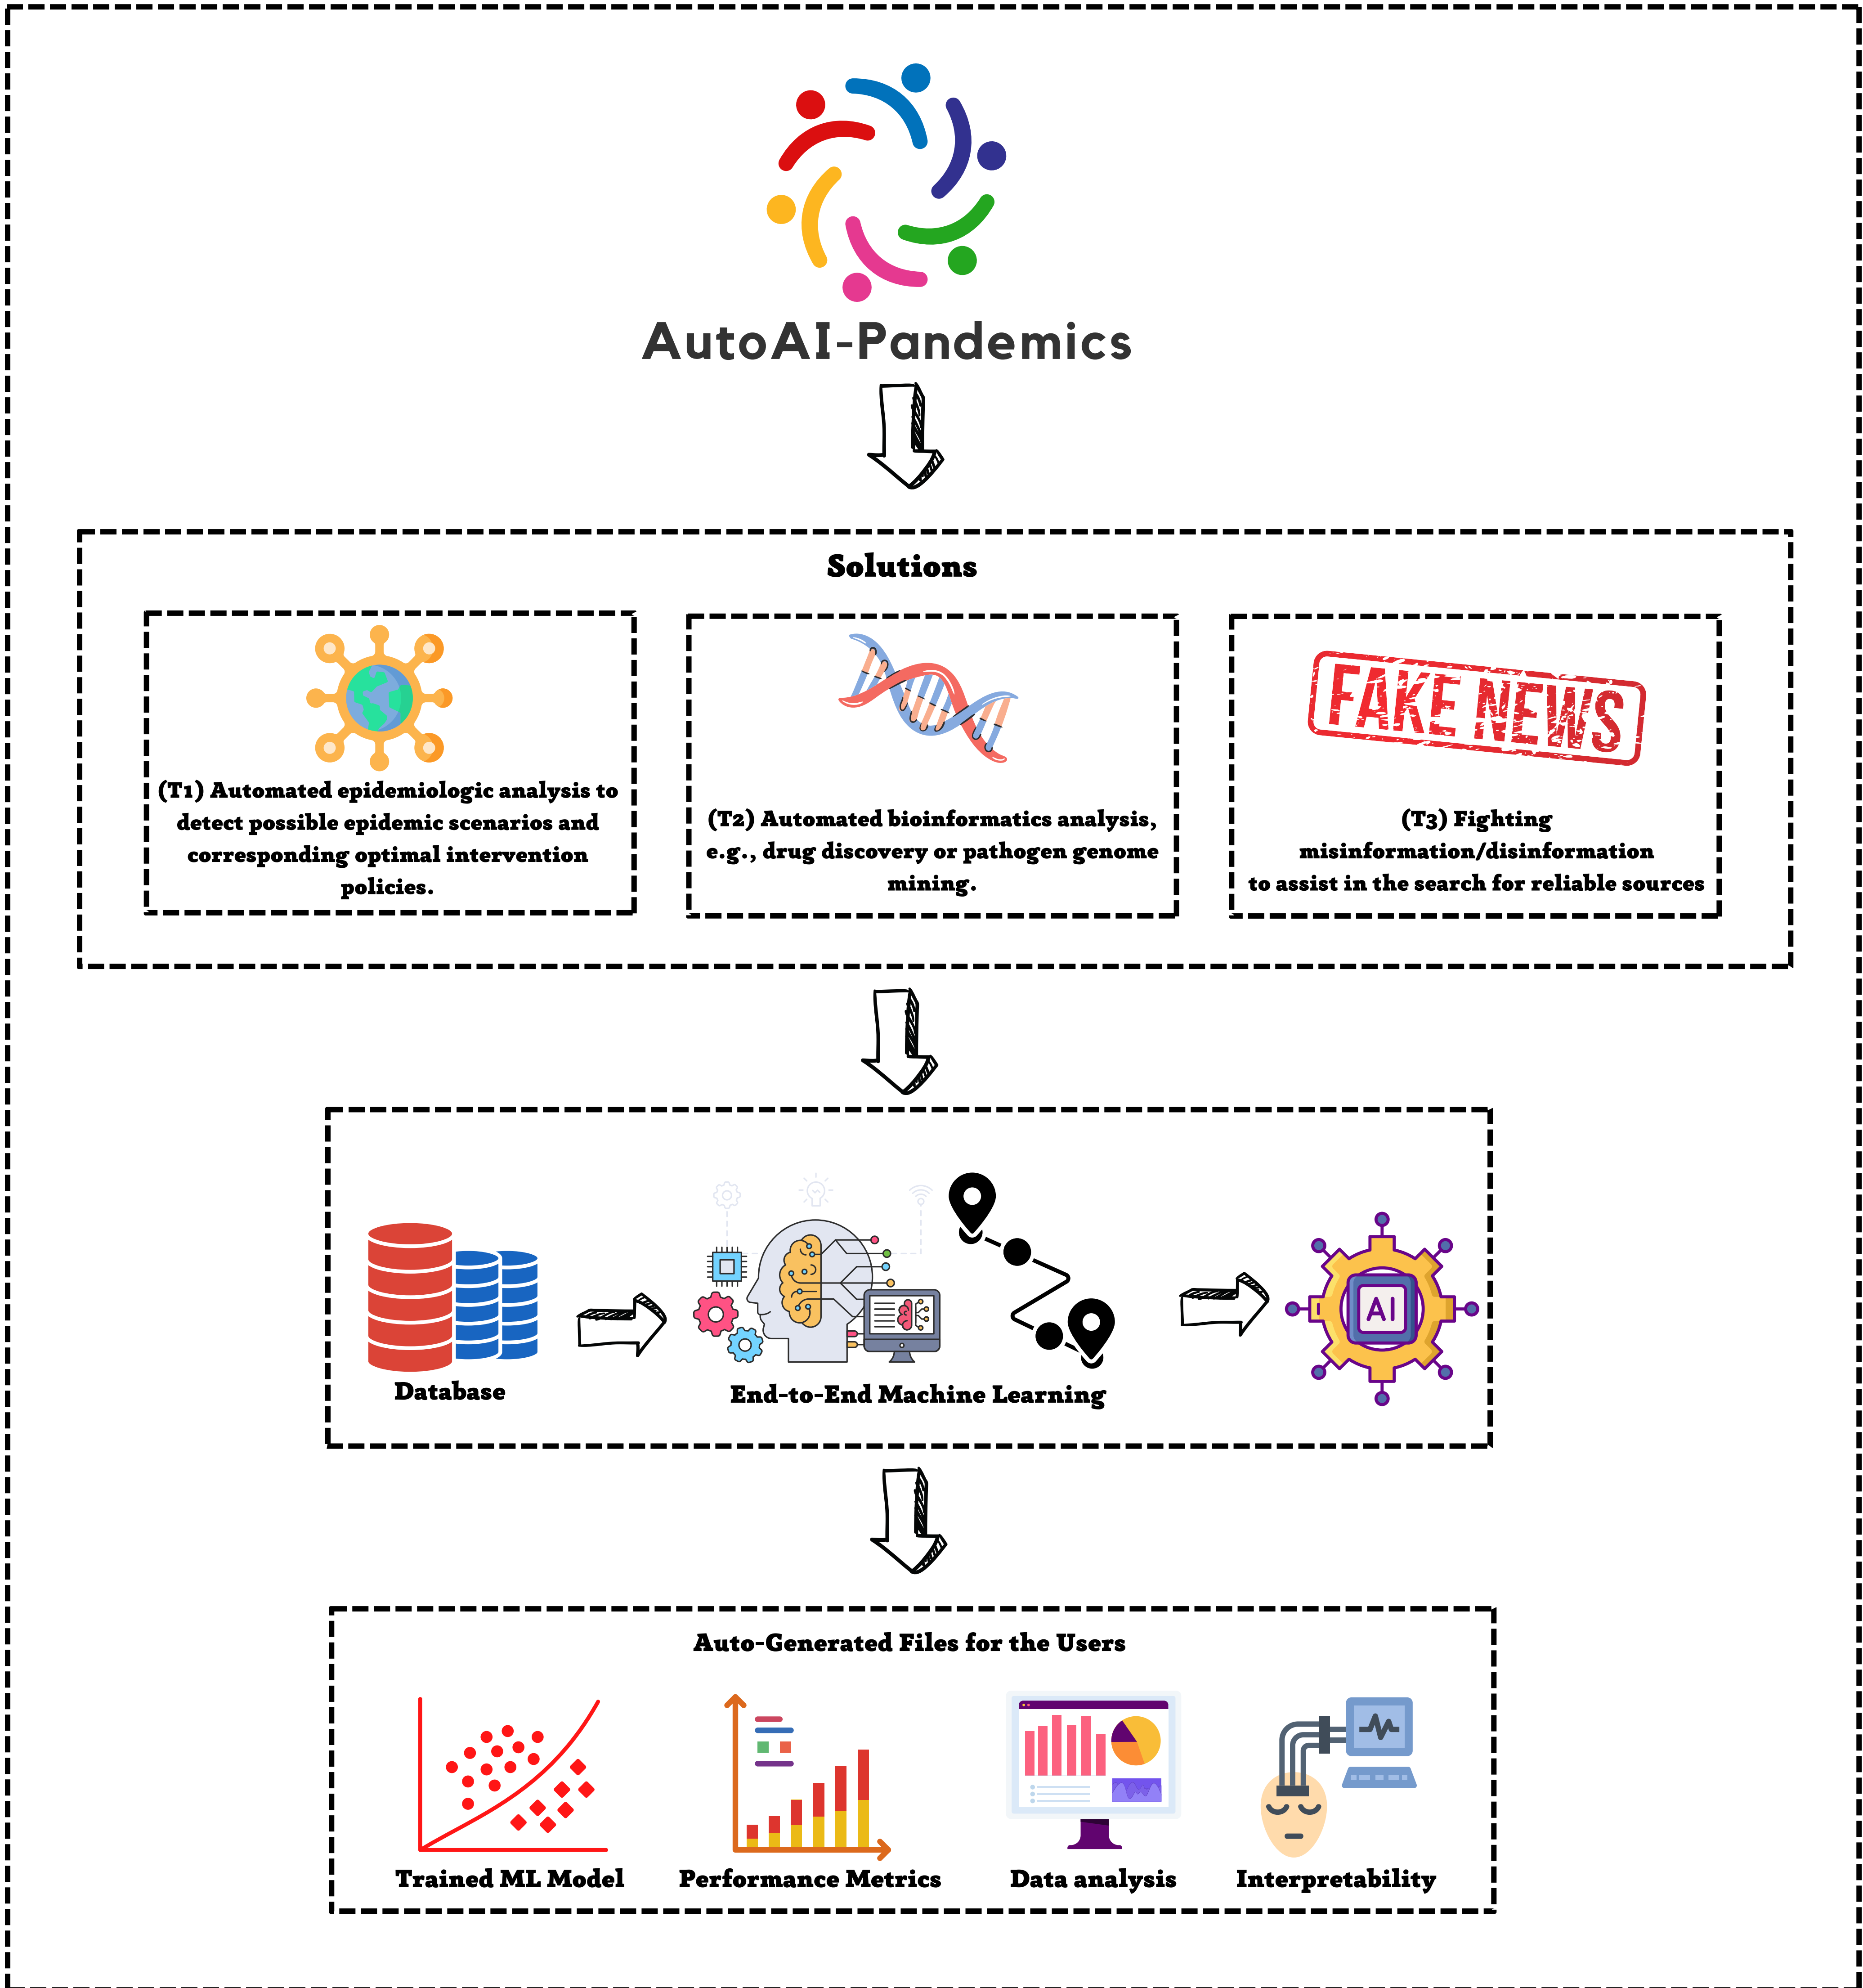 AutoAI-Pandemics
Solutions
(T1) Automated epidemiologic analysis to
detect possible epidemic scenarios and
corresponding optimal intervention
policies.
(T2) Automated bioinformatics analysis,
e.g., drug discovery or pathogen genome
mining.
FAKE NEWS
(T3) Fighting
misinformation/disinformation
to assist in the search for reliable sources
Database
End-to-End Machine Learning
AI
Auto-Generated Files for the Users
Trained ML Model
Performance Metrics
Data analysis
Interpretability